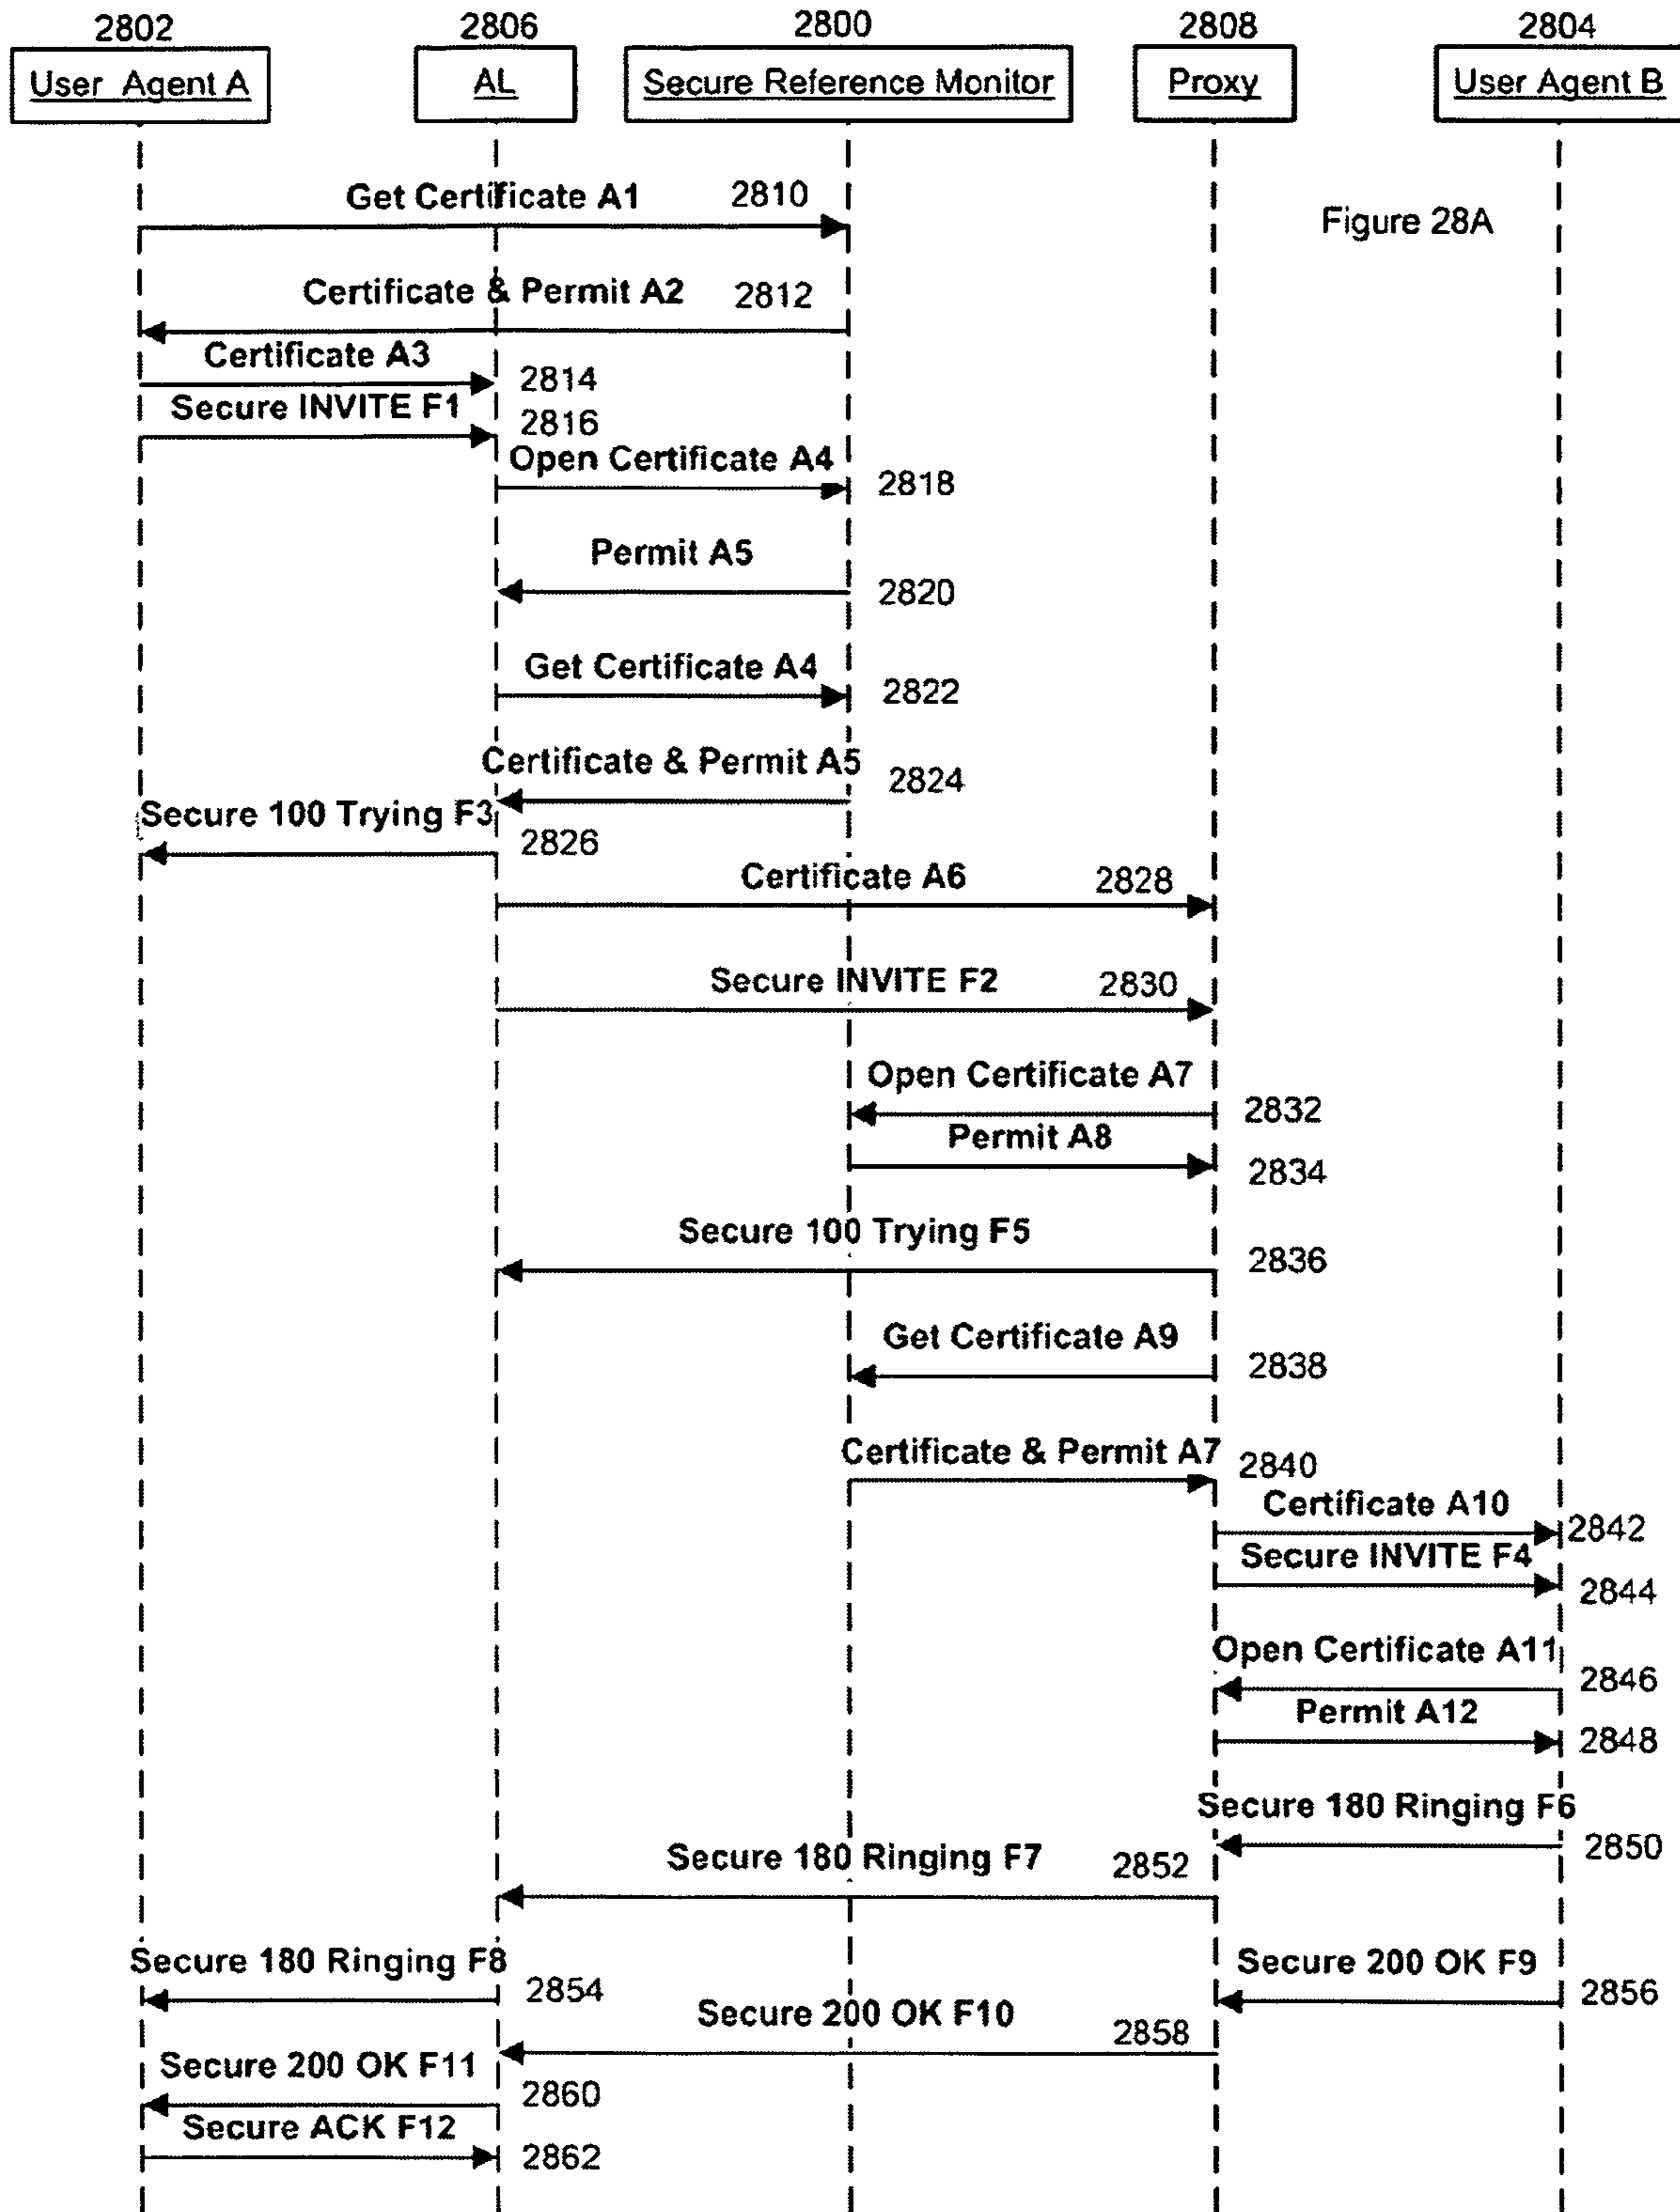 2802 2806 2800 2808 2804
User Agent A AL Secure Reference Monitor Proxy User Agent B
Get Certificate A1 2810
Figure 28A
Certificate & Permit A2 2812
Certificate A3
2814
Secure INVITE F1
2816
Open Certificate A4
2818
Permit A5
2820
Get Certificate A4
2822
Certificate & Permit A5
2824
Secure 100 Trying F3
2826
Certificate A6 2828
Secure INVITE F2 2830
Open Certificate A7
2832
Permit A8
2834
Secure 100 Trying F5
2836
Get Certificate A9
2838
Certificate & Permit A7
2840
Certificate A10
2842
Secure INVITE F4
2844
Open Certificate A11
2846
Permit A12
2848
Secure 180 Ringing F6
2850
Secure 180 Ringing F7 2852
Secure 180 Ringing F8
2854
Secure 200 OK F9
2856
Secure 200 OK F10
2858
Secure 200 OK F11
2860
Secure ACK F12
2862